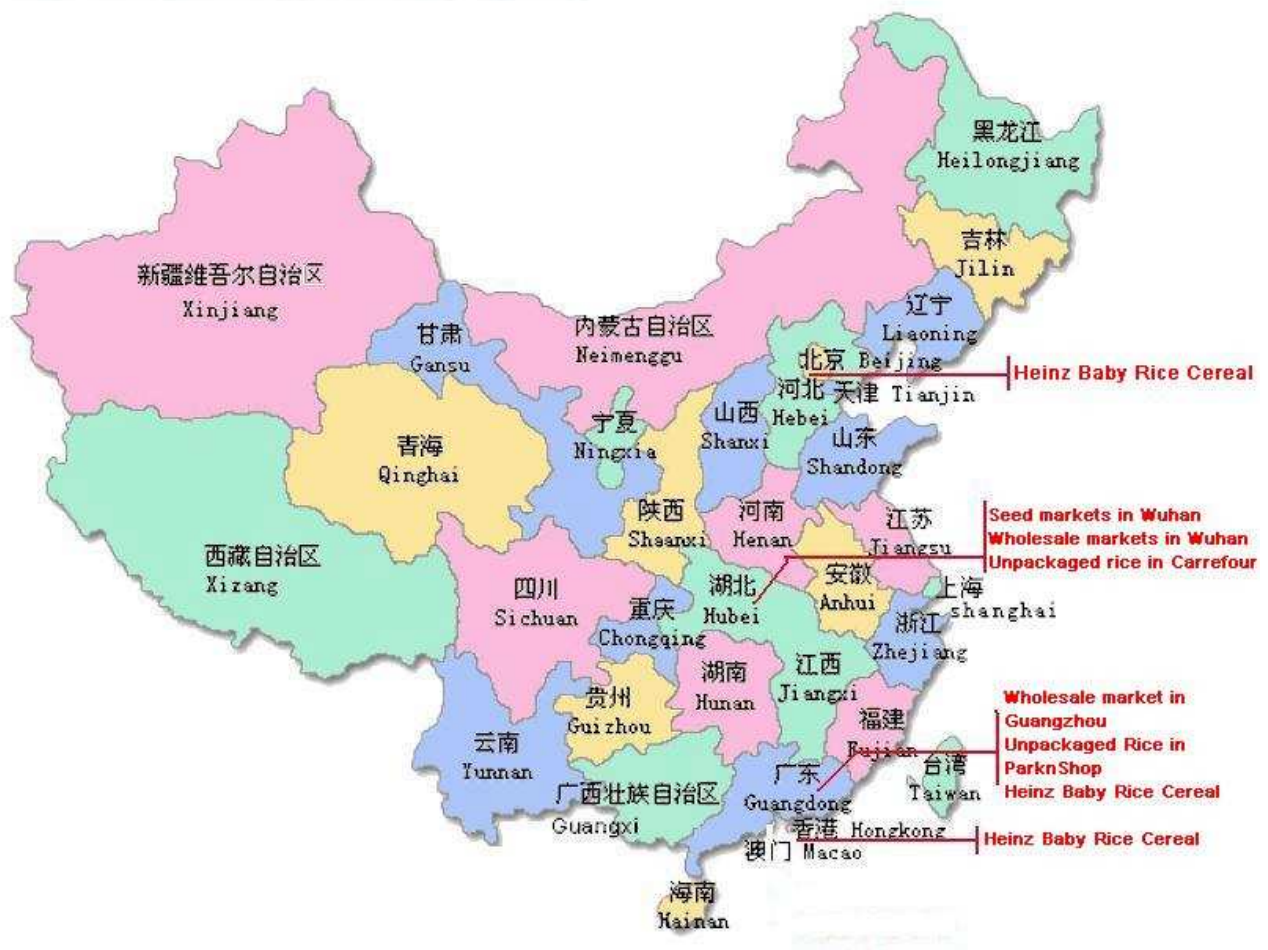 黑龙江
Heilongjiang
吉林
Jilin
辽宁
Liaoning
新疆维吾尔自治区
Xinjiang
甘肃
Gansu
内蒙古自治区
Neimenggu
北京 Beijing
Heinz Baby Rice Cereal
河北
Hebei
天津 Tianjin
山西
Shanxi
宁夏
Ningxia
山东
Shandong
青海
Qinghai
陕西
Shaanxi
河南
Henan
江苏
Jiangsu
Seed markets in Wuhan
Wholesale markets in Wuhan
Unpackaged rice in Carrefour
西藏自治区
Xizang
四川
Sichuan
重庆
Chongqing
湖北
Hubei
安徽
Anhui
上海
shanghai
浙江
Zhejiang
贵州
Guizhou
湖南
Hunan
江西
Jiangxi
福建
Fujian
Wholesale market in
Guangzhou
Unpackaged Rice in
ParknShop
Heinz Baby Rice Cereal
云南
Yunnan
广西壮族自治区
Guangxi
广东
Guangdong
台湾
Taiwan
香港 Hongkong
Heinz Baby Rice Cereal
澳门 Macao
海南
Hainan